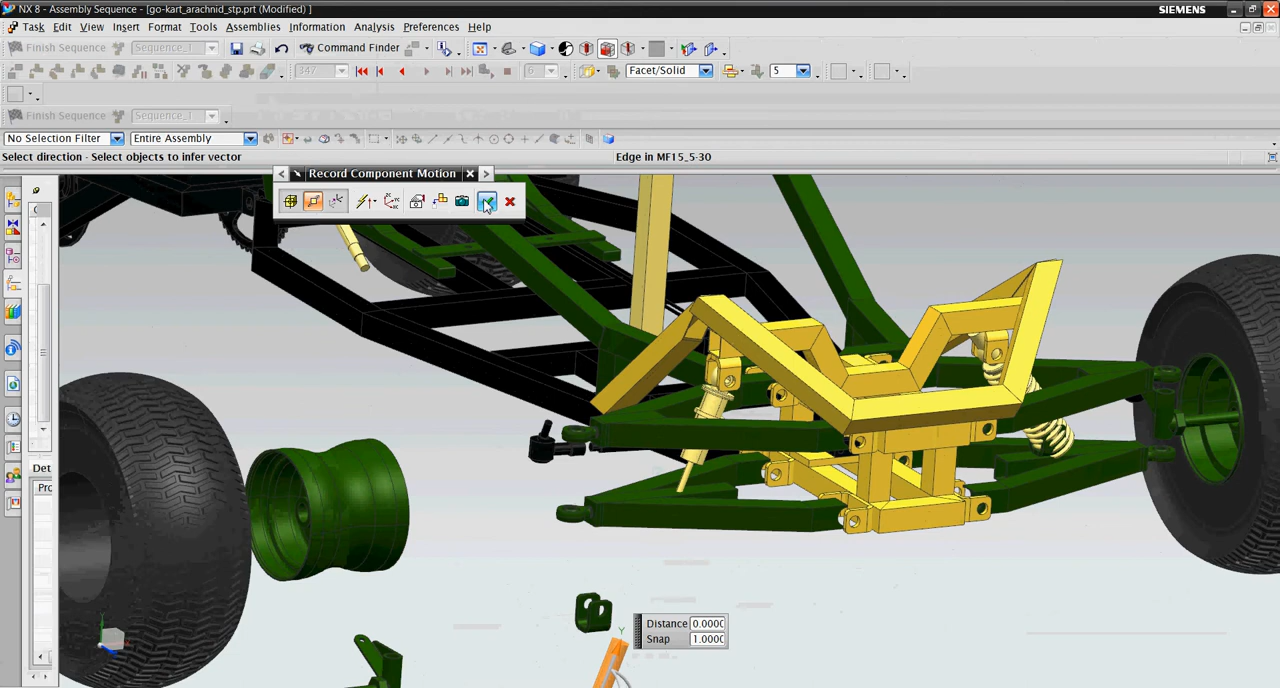 NX 8 - Assembly Sequence - [go-kart_arachnid_stp.prt (Modified) ]
SIEMENS
Task Edit View Insert Format Tools Assemblies Information Analysis Preferences Help
Finish Sequence Sequence_1 Command Finder
347 6 Facet/Solid 5
Finish Sequence Sequence_1
No Selection Filter Entire Assembly
Select direction - Select objects to infer vector Edge in MF15_5-30
Record Component Motion
Det
Pro
Distance 0.0000
Snap 1.0000
Y